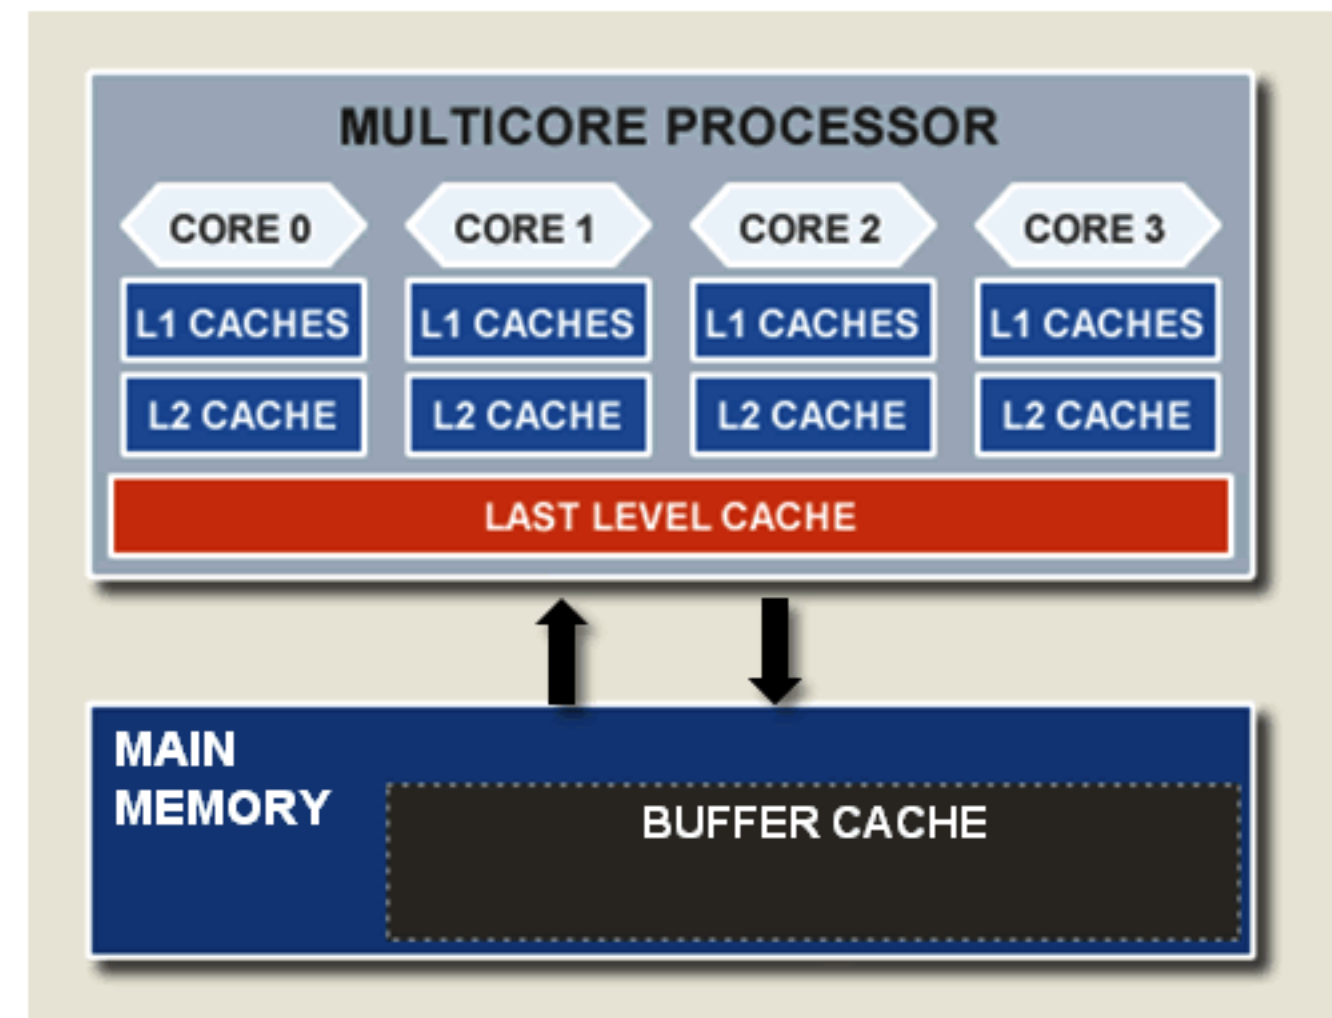 MULTICORE PROCESSOR
CORE 0 CORE 1 CORE 2 CORE 3
L1 CACHES L1 CACHES L1 CACHES L1 CACHES
L2 CACHE L2 CACHE L2 CACHE L2 CACHE
LAST LEVEL CACHE
MAIN
MEMORY
BUFFER CACHE